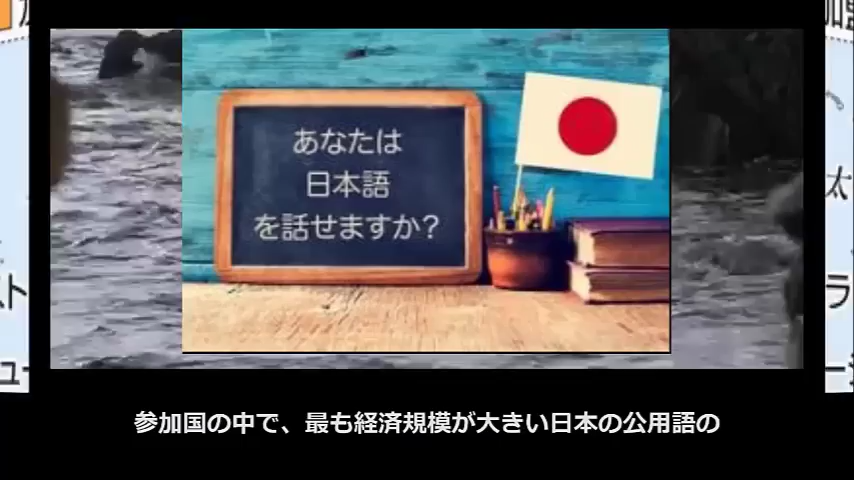 あなたは
日本語
を話せますか?
参加国の中で、最も経済規模が大きい日本の公用語の